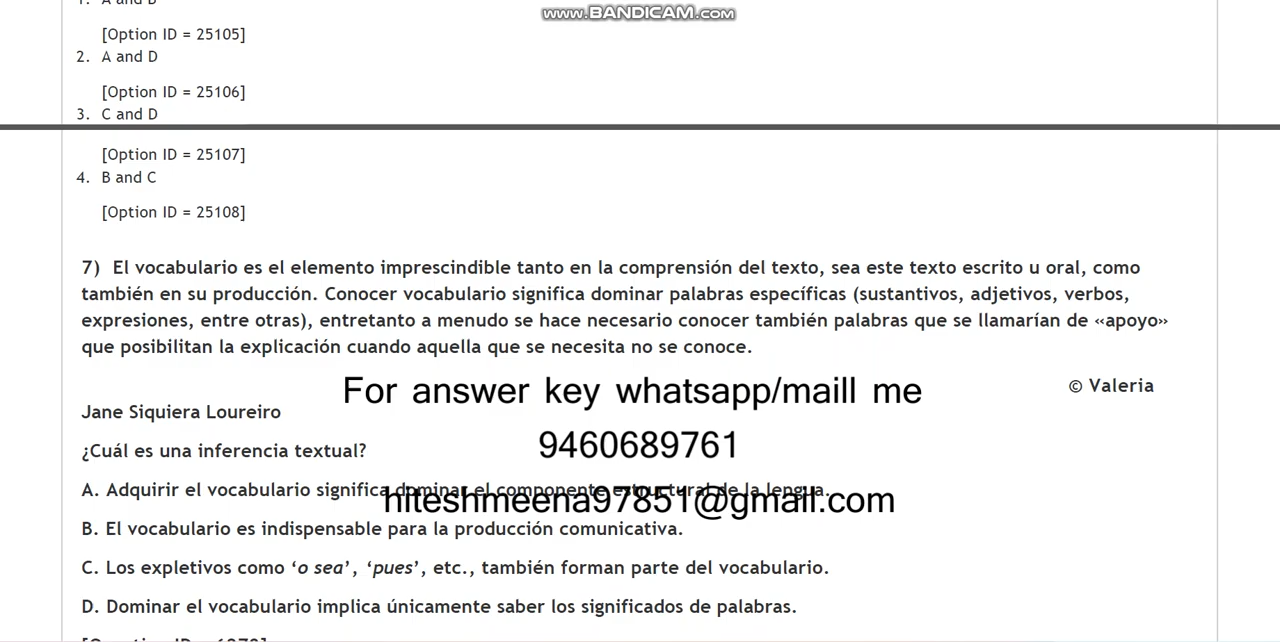 www.BANDICAM.com
1. A and B
[Option ID = 25105]
2. A and D
[Option ID = 25106]
3. C and D
[Option ID = 25107]
4. B and C
[Option ID = 25108]
7) El vocabulario es el elemento imprescindible tanto en la comprensión del texto, sea este texto escrito u oral, como
también en su producción. Conocer vocabulario significa dominar palabras específicas (sustantivos, adjetivos, verbos,
expresiones, entre otras), entretanto a menudo se hace necesario conocer también palabras que se llamarían de «apoyo»
que posibilitan la explicación cuando aquella que se necesita no se conoce.
© Valeria
For answer key whatsapp/maill me
Jane Siquiera Loureiro
9460689761
¿Cuál es una inferencia textual?
A. Adquirir el vocabulario significa dominar el componente estructural de la lengua.
hiteshmeena97851@gmail.com
B. El vocabulario es indispensable para la producción comunicativa.
C. Los expletivos como ‘o sea’, ‘pues’, etc., también forman parte del vocabulario.
D. Dominar el vocabulario implica únicamente saber los significados de palabras.